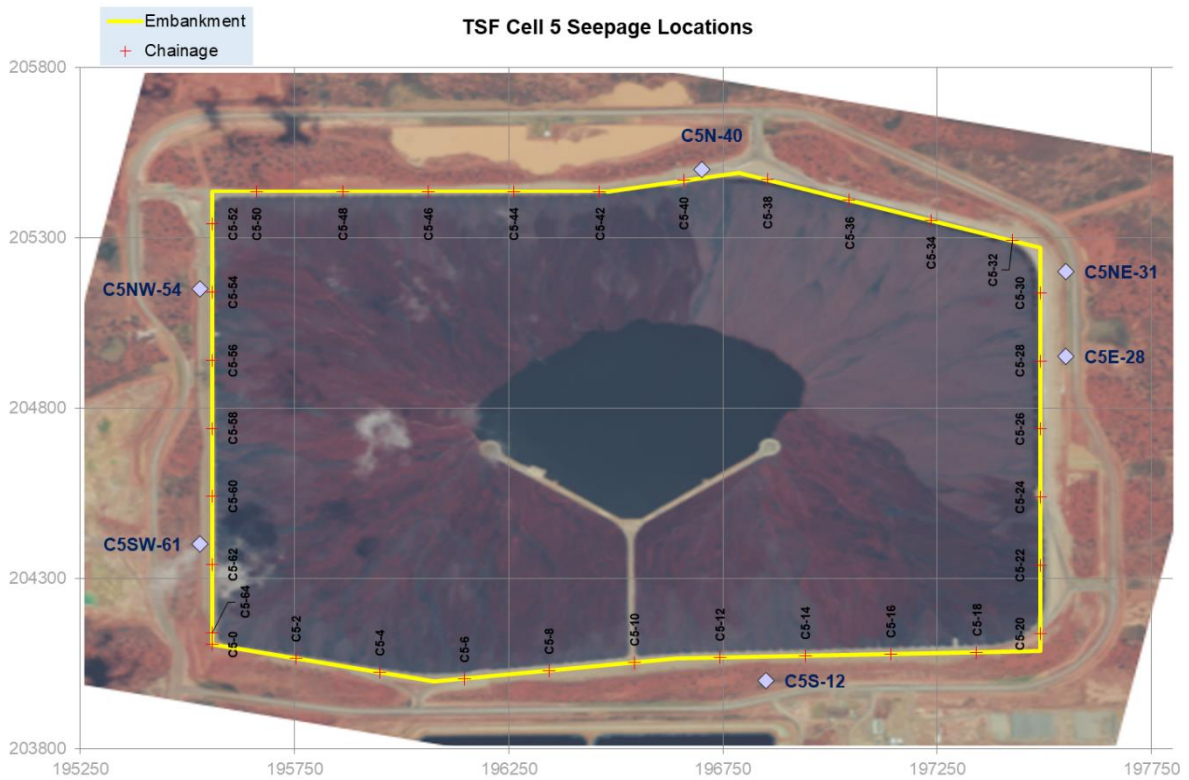 Embankment
Chainage
TSF Cell 5 Seepage Locations
205800
C5N-40
C5-52
C5-50
C5-48
C5-46
C5-44
C5-42
C5-40
C5-38
C5-36
C5-34
C5-32
C5-30
205300
C5NW-54
C5-54
C5NE-31
C5-56
C5-28
C5E-28
204800
C5-58
C5-26
C5-60
C5-24
C5SW-61
C5-62
C5-22
204300
C5-64
C5-0
C5-2
C5-4
C5-6
C5-8
C5-10
C5-12
C5-14
C5-16
C5-18
C5-20
C5S-12
203800
195250
195750
196250
196750
197250
197750